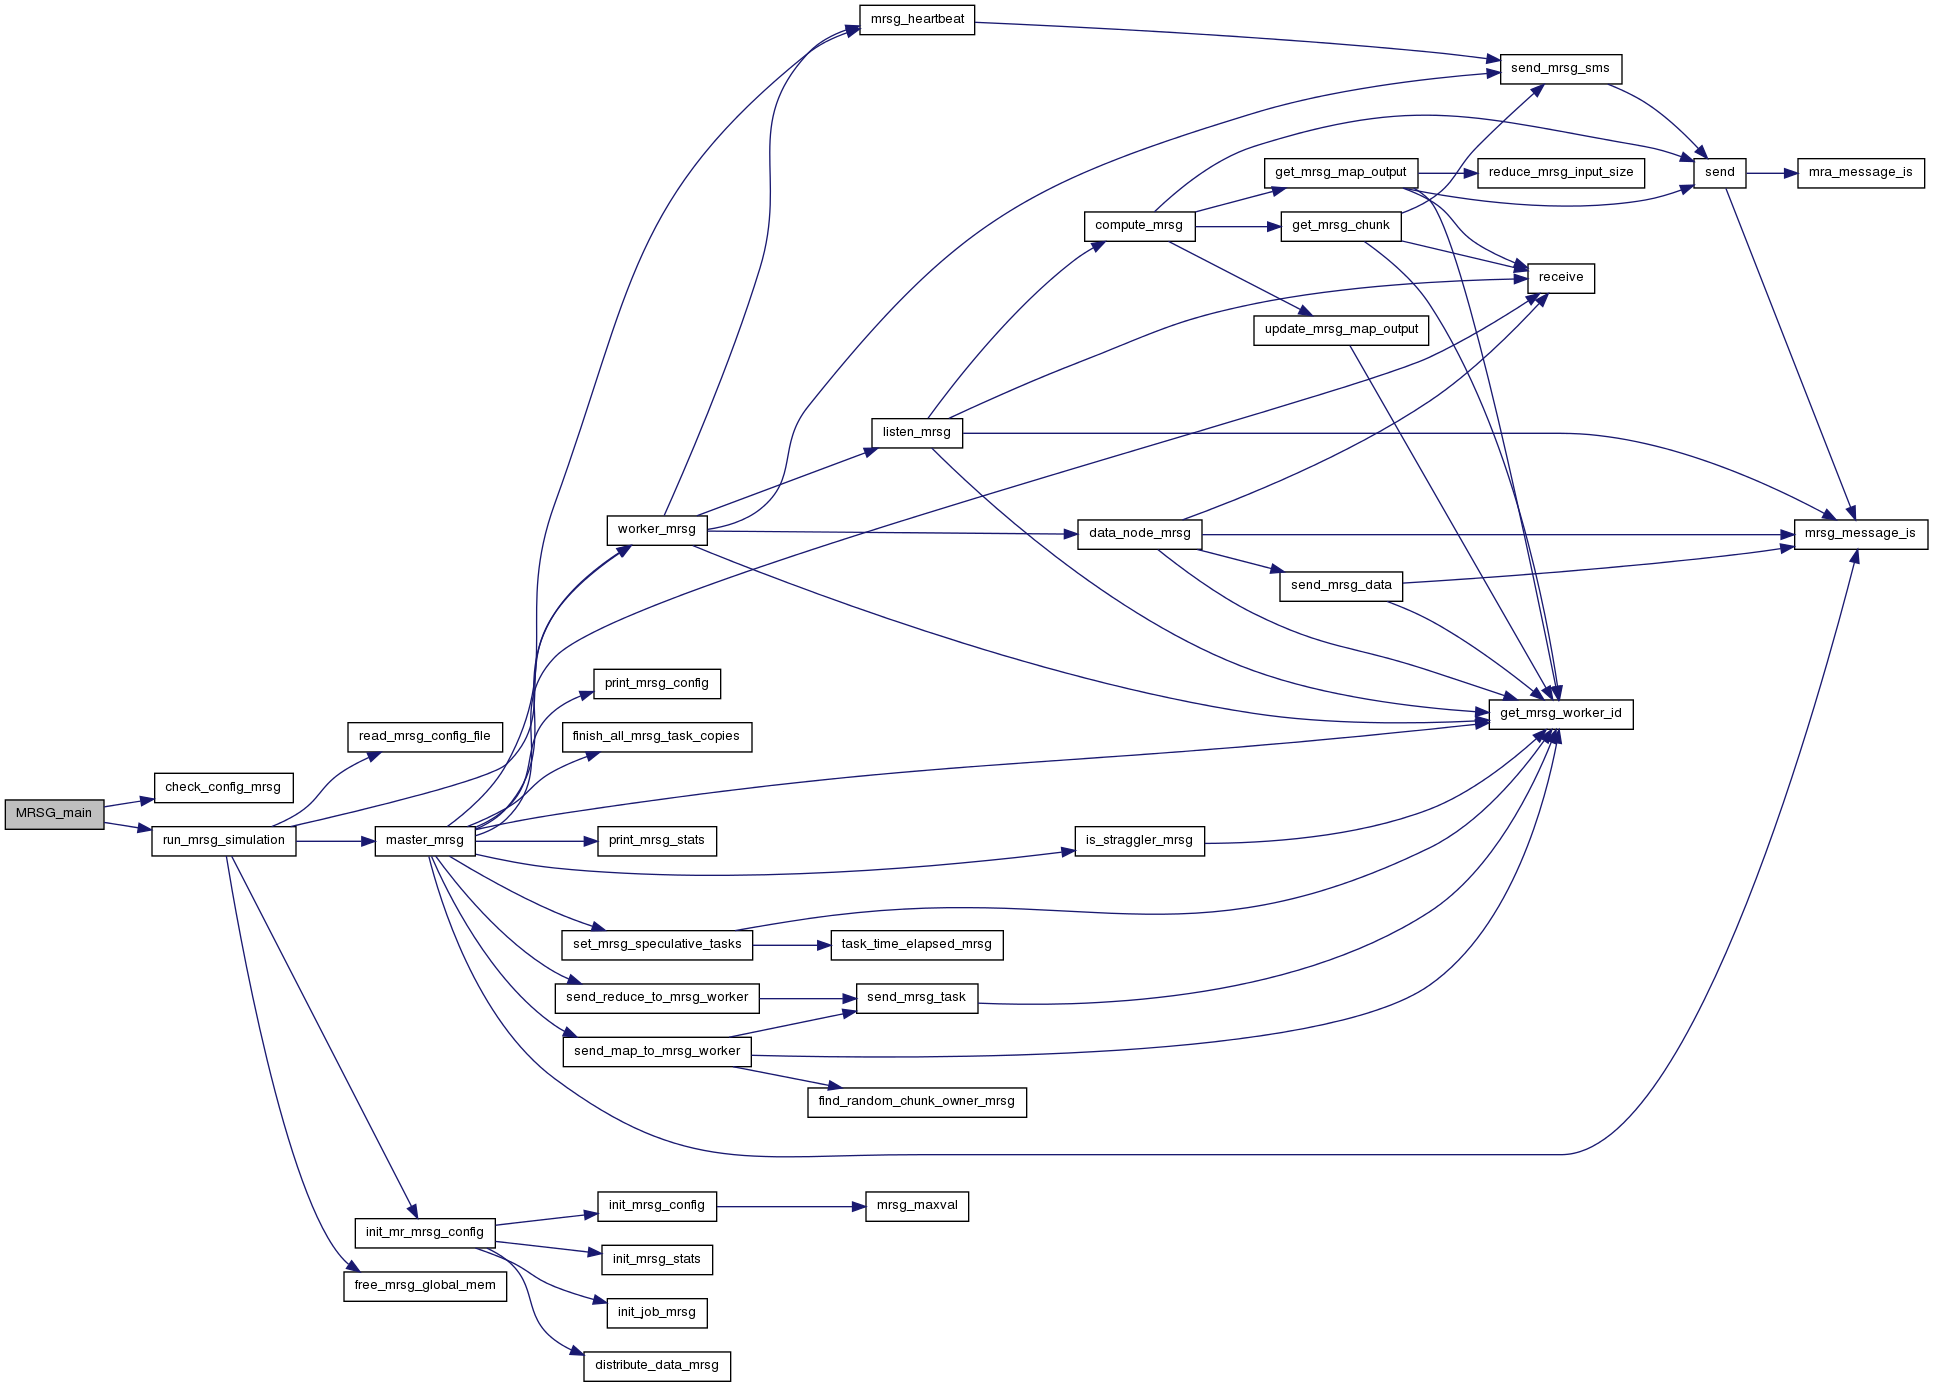 mrsg_heartbeat
send_mrsg_sms
get_mrsg_map_output
reduce_mrsg_input_size
send
mra_message_is
compute_mrsg
get_mrsg_chunk
receive
update_mrsg_map_output
listen_mrsg
worker_mrsg
data_node_mrsg
mrsg_message_is
send_mrsg_data
print_mrsg_config
get_mrsg_worker_id
read_mrsg_config_file
finish_all_mrsg_task_copies
check_config_mrsg
MRSG_main
run_mrsg_simulation
master_mrsg
print_mrsg_stats
is_straggler_mrsg
set_mrsg_speculative_tasks
task_time_elapsed_mrsg
send_reduce_to_mrsg_worker
send_mrsg_task
send_map_to_mrsg_worker
find_random_chunk_owner_mrsg
init_mrsg_config
mrsg_maxval
init_mr_mrsg_config
init_mrsg_stats
free_mrsg_global_mem
init_job_mrsg
distribute_data_mrsg